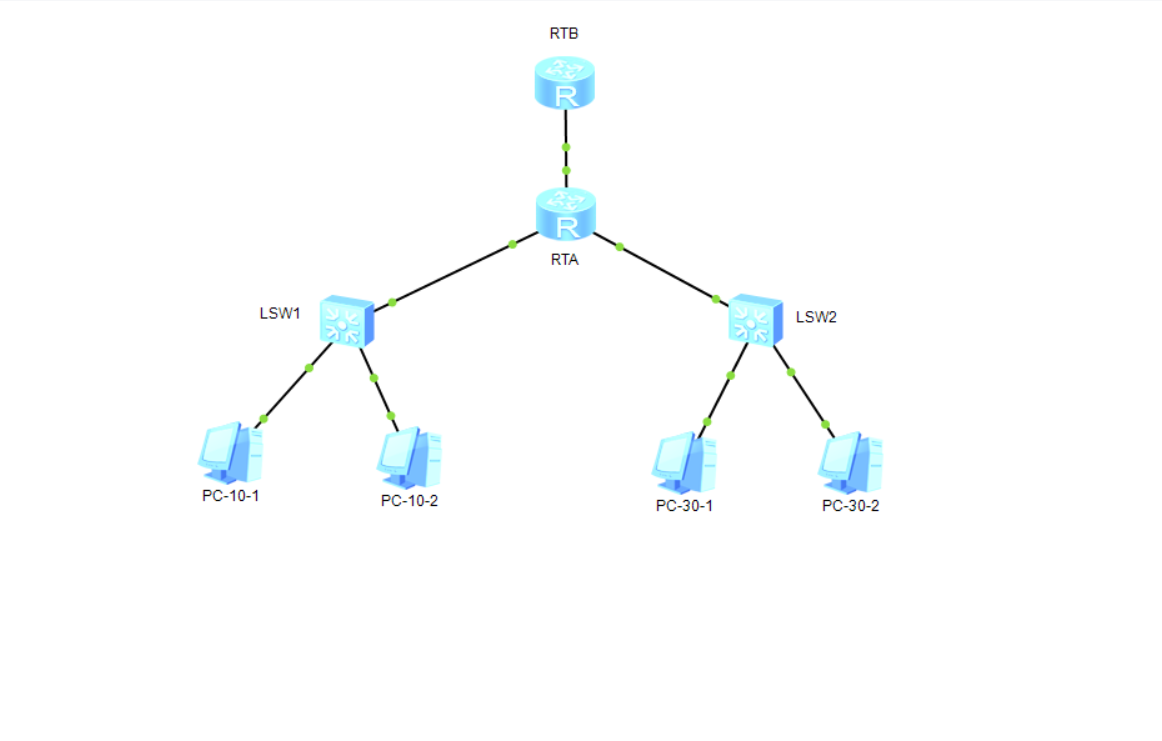 RTB
R
R
RTA
LSW1
LSW2
PC-10-1
PC-10-2
PC-30-1
PC-30-2